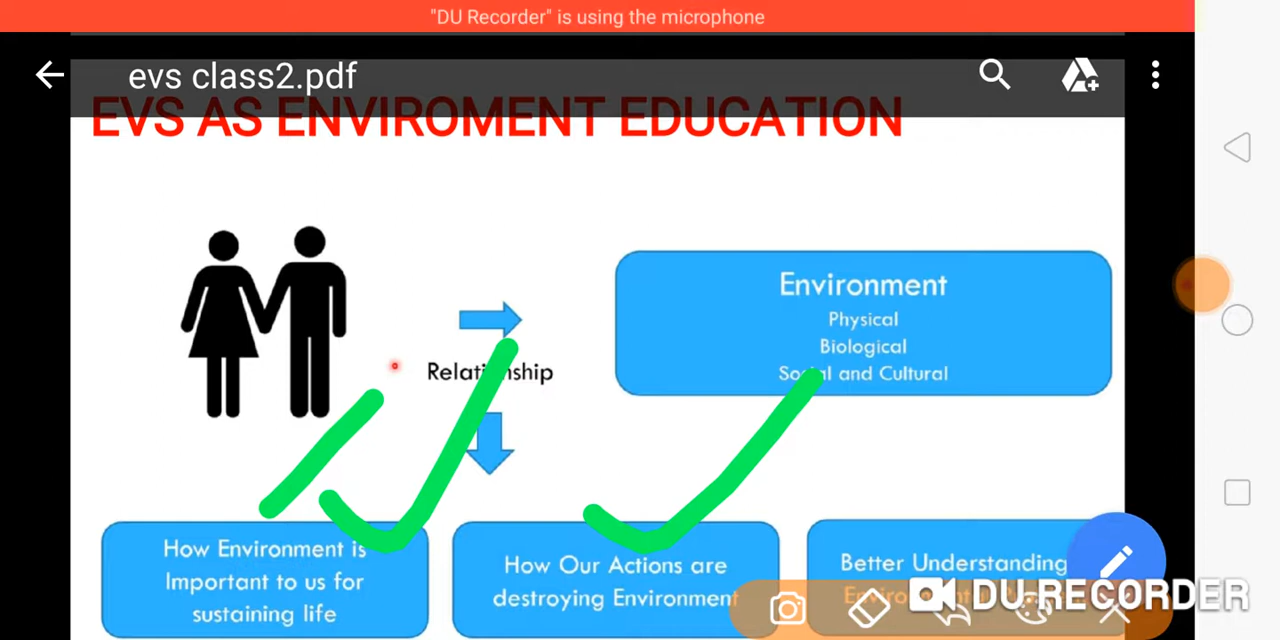 "DU Recorder" is using the microphone
evs class2.pdf
EVS AS ENVIROMENT EDUCATION
Environment
Physical
Biological
Social and Cultural
Relationship
How Environment is
Important to us for
sustaining life
How Our Actions are
destroying Environment
Better Understanding
DU RECORDER